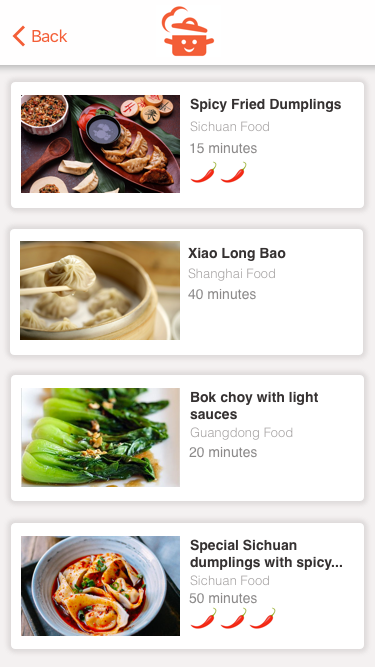 Back
Spicy Fried Dumplings
Sichuan Food
15 minutes
Xiao Long Bao
Shanghai Food
40 minutes
Bok choy with light
sauces
Guangdong Food
20 minutes
Special Sichuan
dumplings with spicy...
Sichuan Food
50 minutes